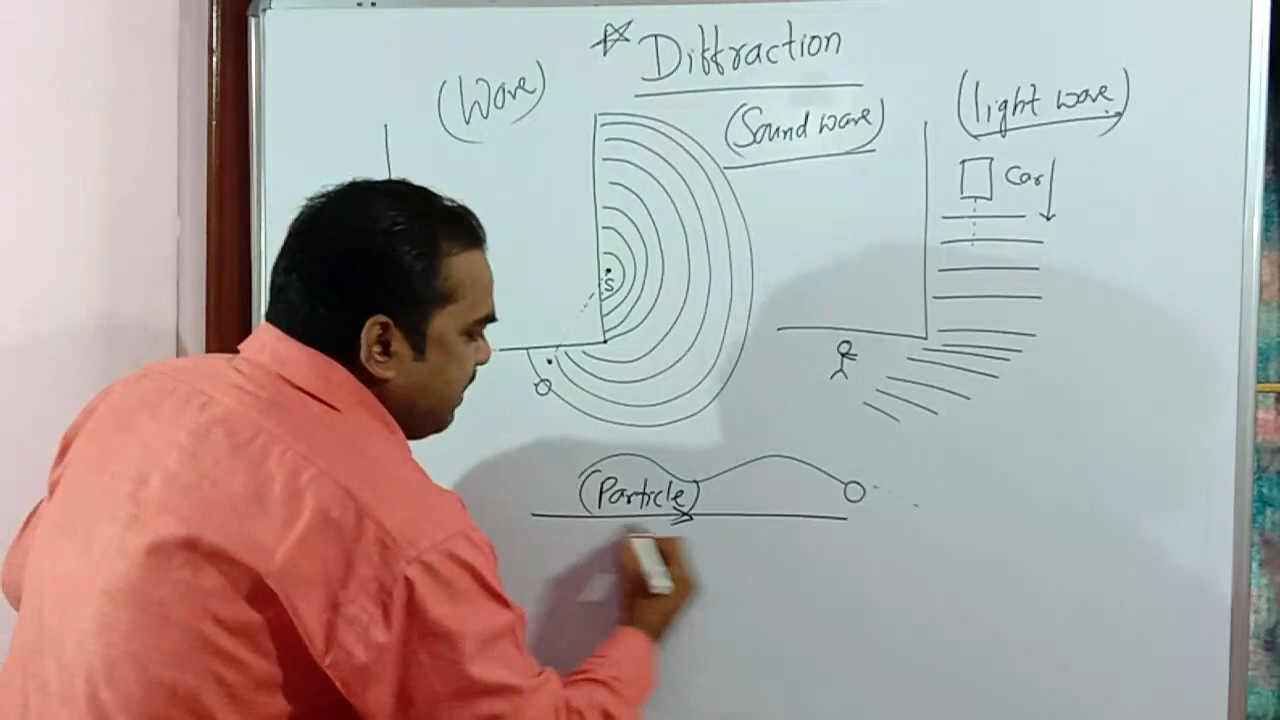 ☆ Diffraction
(Wave)
(Sound wave)
(light wave)
Car
S
(Particle)